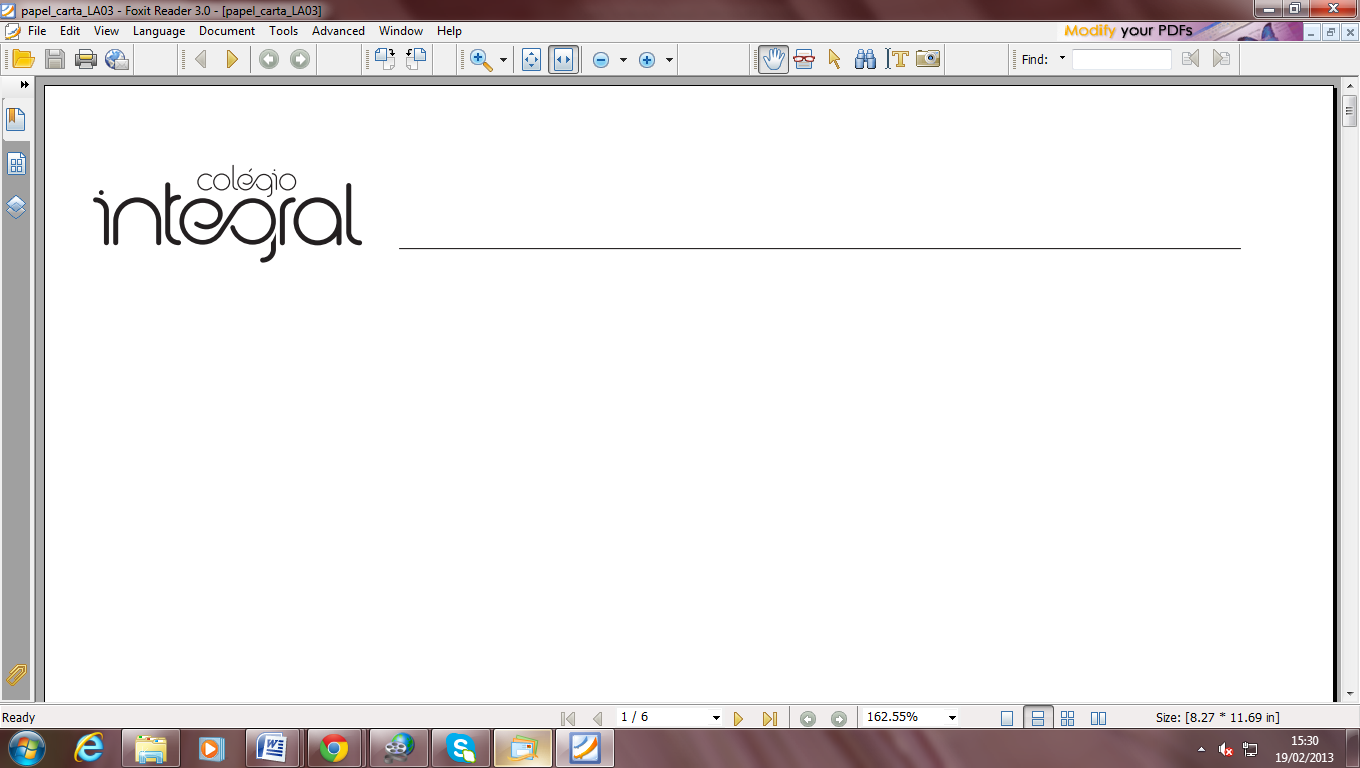 papel_carta_LA03 - Foxit Reader 3.0 - [papel_carta_LA03]
File Edit View Language Document Tools Advanced Window Help
Modify your PDFs
Find:
colégio
integral
Ready
1 / 6
162.55%
Size: [8.27 * 11.69 in]
15:30
19/02/2013